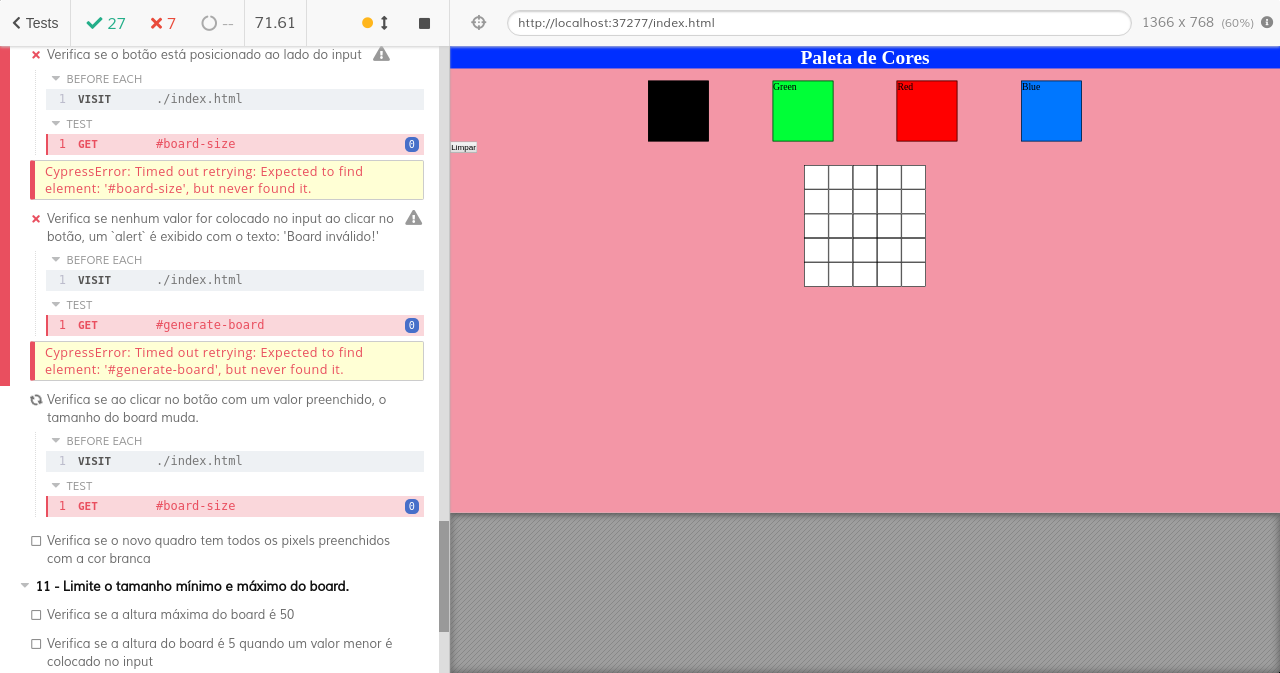 Tests 27 7 -- 71.61
http://localhost:37277/index.html 1366 x 768 (60%)
Verifica se o botão está posicionado ao lado do input
BEFORE EACH
1 VISIT ./index.html
TEST
1 GET #board-size 0
CypressError: Timed out retrying: Expected to find
element: '#board-size', but never found it.
Verifica se nenhum valor for colocado no input ao clicar no
botão, um `alert` é exibido com o texto: 'Board inválido!'
BEFORE EACH
1 VISIT ./index.html
TEST
1 GET #generate-board 0
CypressError: Timed out retrying: Expected to find
element: '#generate-board', but never found it.
Verifica se ao clicar no botão com um valor preenchido, o
tamanho do board muda.
BEFORE EACH
1 VISIT ./index.html
TEST
1 GET #board-size 0
Verifica se o novo quadro tem todos os pixels preenchidos
com a cor branca
11 - Limite o tamanho mínimo e máximo do board.
Verifica se a altura máxima do board é 50
Verifica se a altura do board é 5 quando um valor menor é
colocado no input
Paleta de Cores
Green Red Blue
Limpar